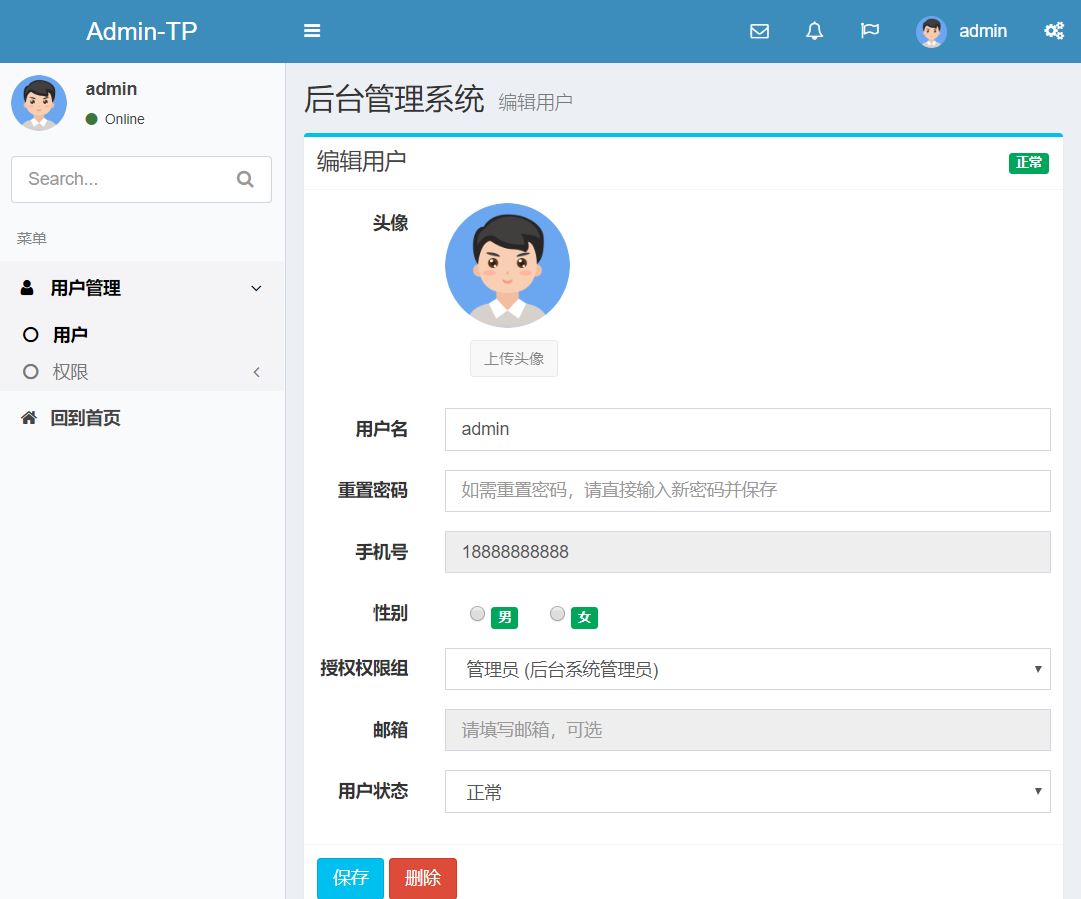 Admin-TP
admin
admin
Online
Search...
菜单
用户管理
用户
权限
回到首页
后台管理系统 编辑用户
编辑用户 正常
头像
上传头像
用户名 admin
重置密码 如需重置密码，请直接输入新密码并保存
手机号 18888888888
性别 男 女
授权权限组 管理员 (后台系统管理员)
邮箱 请填写邮箱，可选
用户状态 正常
保存 删除